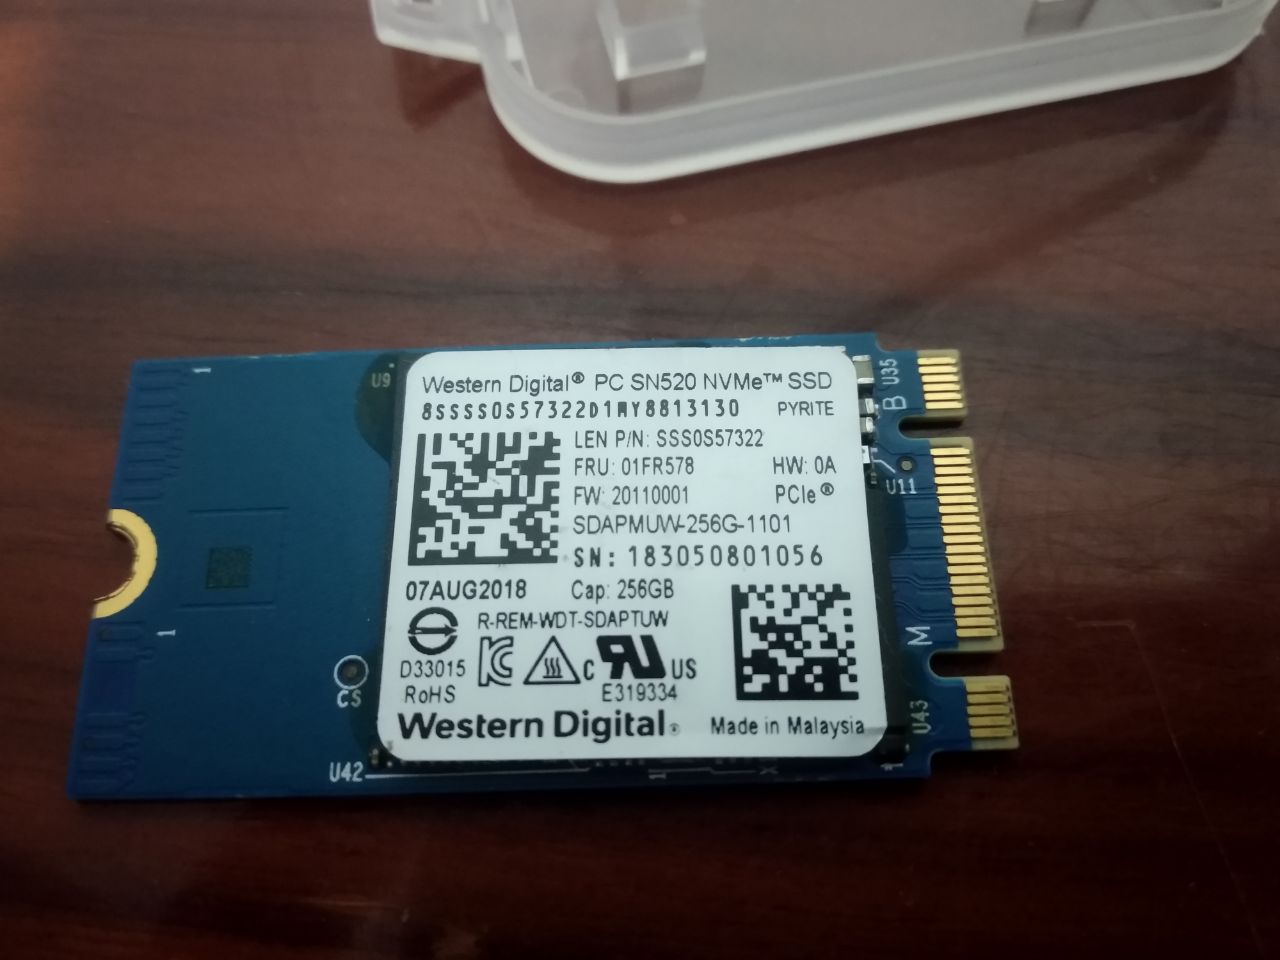 1
U9
Western Digital® PC SN520 NVMe™ SSD
8SSSS0S57322D1MY8813130 PYRITE
LEN P/N: SSS0S57322
FRU: 01FR578 HW: 0A
FW: 20110001 PCIe®
SDAPMUW-256G-1101
SN: 183050801056
07AUG2018 Cap: 256GB
R-REM-WDT-SDAPTUW
D33015
RoHS
C RU US
E319334
Western Digital®
Made in Malaysia
U35
B
U11
M
U43
1
CS
U42
1